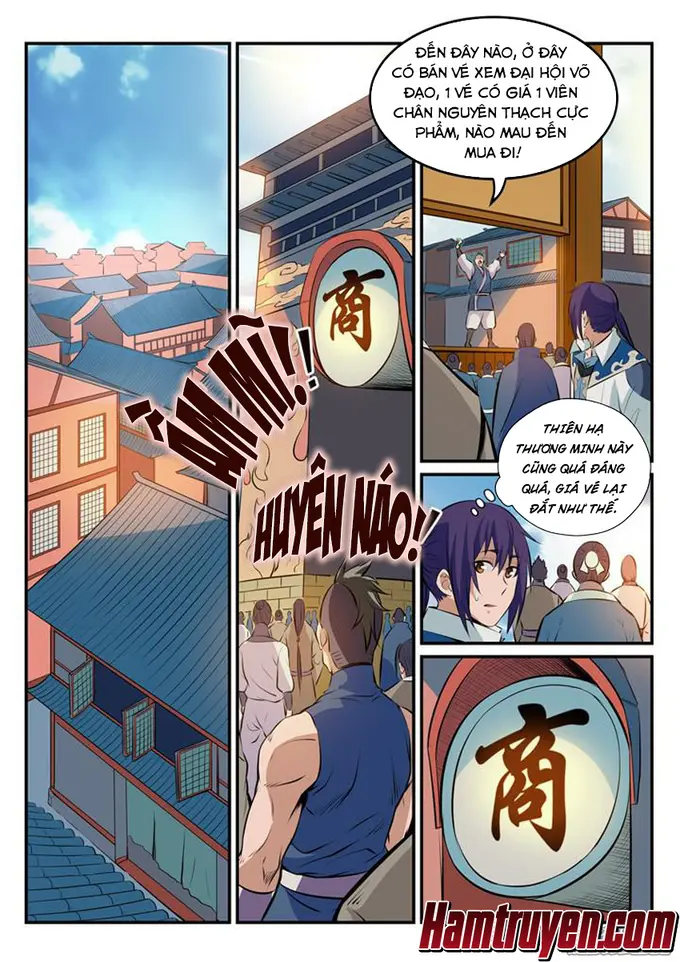 ĐẾN ĐÂY NÀO, Ở ĐÂY
CÓ BÁN VÉ XEM ĐẠI HỘI VÕ
ĐẠO, 1 VÉ CÓ GIÁ 1 VIÊN
CHÂN NGUYÊN THẠCH CỰC
PHẨM, NÀO MAU ĐẾN
MUA ĐI!
商
ẦM MĨ!!
HUYÊN NÁO!!
THIÊN HẠ
THƯƠNG MINH NÀY
CŨNG QUÁ ĐÁNG
QUÁ, GIÁ VÉ LẠI
ĐẮT NHƯ THẾ.
商
Hamtruyen.com